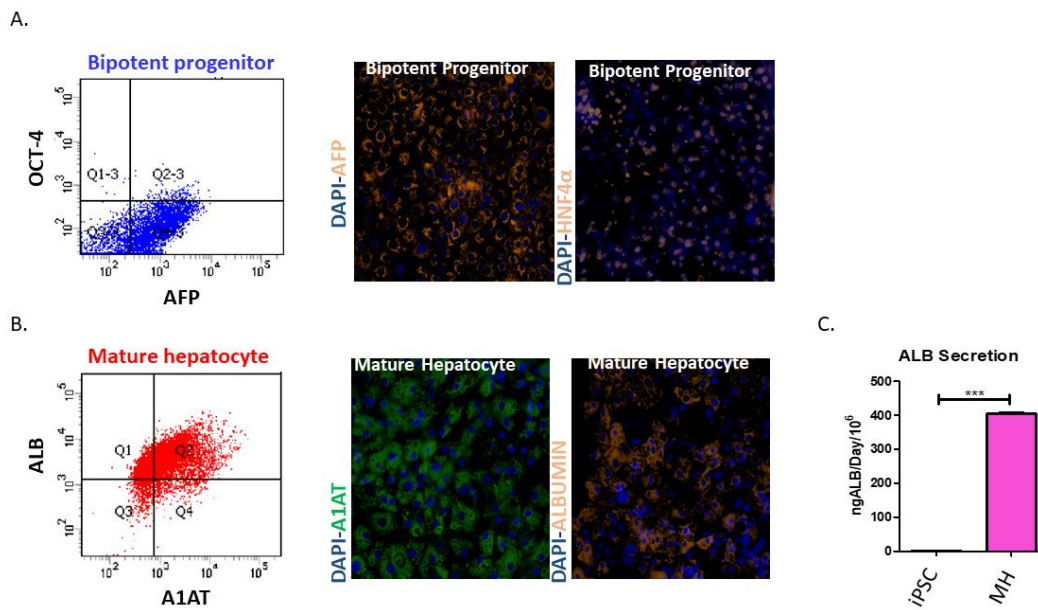 A.
Bipotent progenitor
OCT-4
10^5
10^4
10^3
10^2
Q1-3
Q2-3
10^2 10^3 10^4 10^5
AFP
DAPI-AFP
Bipotent Progenitor
DAPI-HNF4α
Bipotent Progenitor
B.
Mature hepatocyte
ALB
10^5
10^4
10^3
10^2
Q1
Q2
Q3
Q4
10^2 10^3 10^4 10^5
A1AT
DAPI-A1AT
Mature Hepatocyte
DAPI-ALBUMIN
Mature Hepatocyte
C.
ALB Secretion
ngALB/Day/10^6
500
400
300
200
100
0
***
iPSC
MH